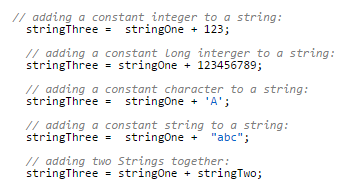 // adding a constant integer to a string:
stringThree =  stringOne + 123;
// adding a constant long interger to a string:
stringThree = stringOne + 123456789;
// adding a constant character to a string:
stringThree =  stringOne + 'A';
// adding a constant string to a string:
stringThree =  stringOne +  "abc";
// adding two Strings together:
stringThree = stringOne + stringTwo;